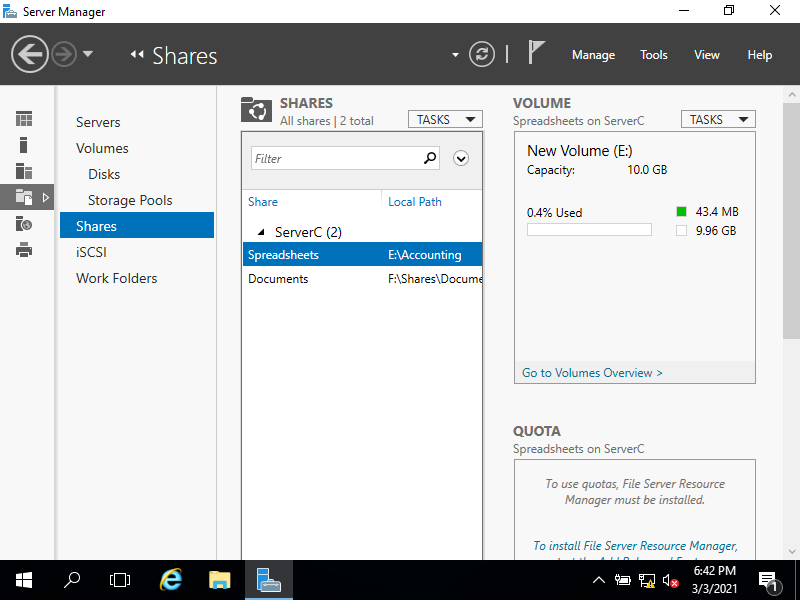 Server Manager
Shares
Manage
Tools
View
Help
Servers
Volumes
Disks
Storage Pools
Shares
iSCSI
Work Folders
SHARES
All shares | 2 total
TASKS
Filter
Share
Local Path
ServerC (2)
Spreadsheets
E:\Accounting
Documents
F:\Shares\Docume
VOLUME
Spreadsheets on ServerC
TASKS
New Volume (E:)
Capacity: 10.0 GB
0.4% Used
43.4 MB
9.96 GB
Go to Volumes Overview >
QUOTA
Spreadsheets on ServerC
To use quotas, File Server Resource
Manager must be installed.
To install File Server Resource Manager,
6:42 PM
3/3/2021
1